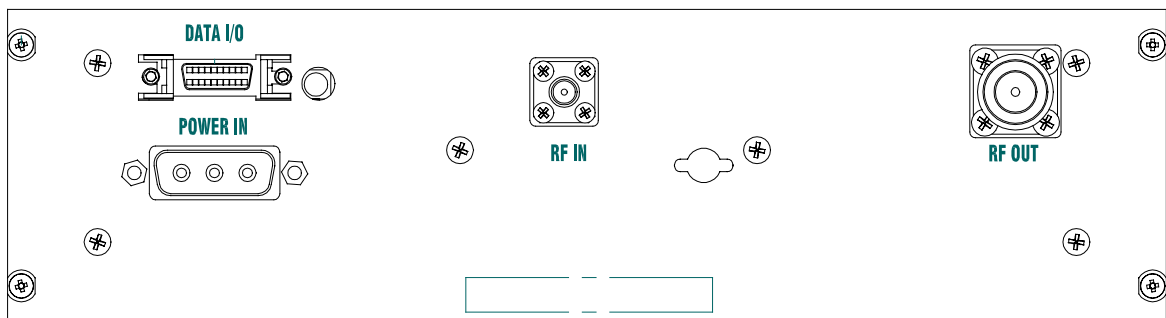 DATA I/O
POWER IN
RF IN
RF OUT